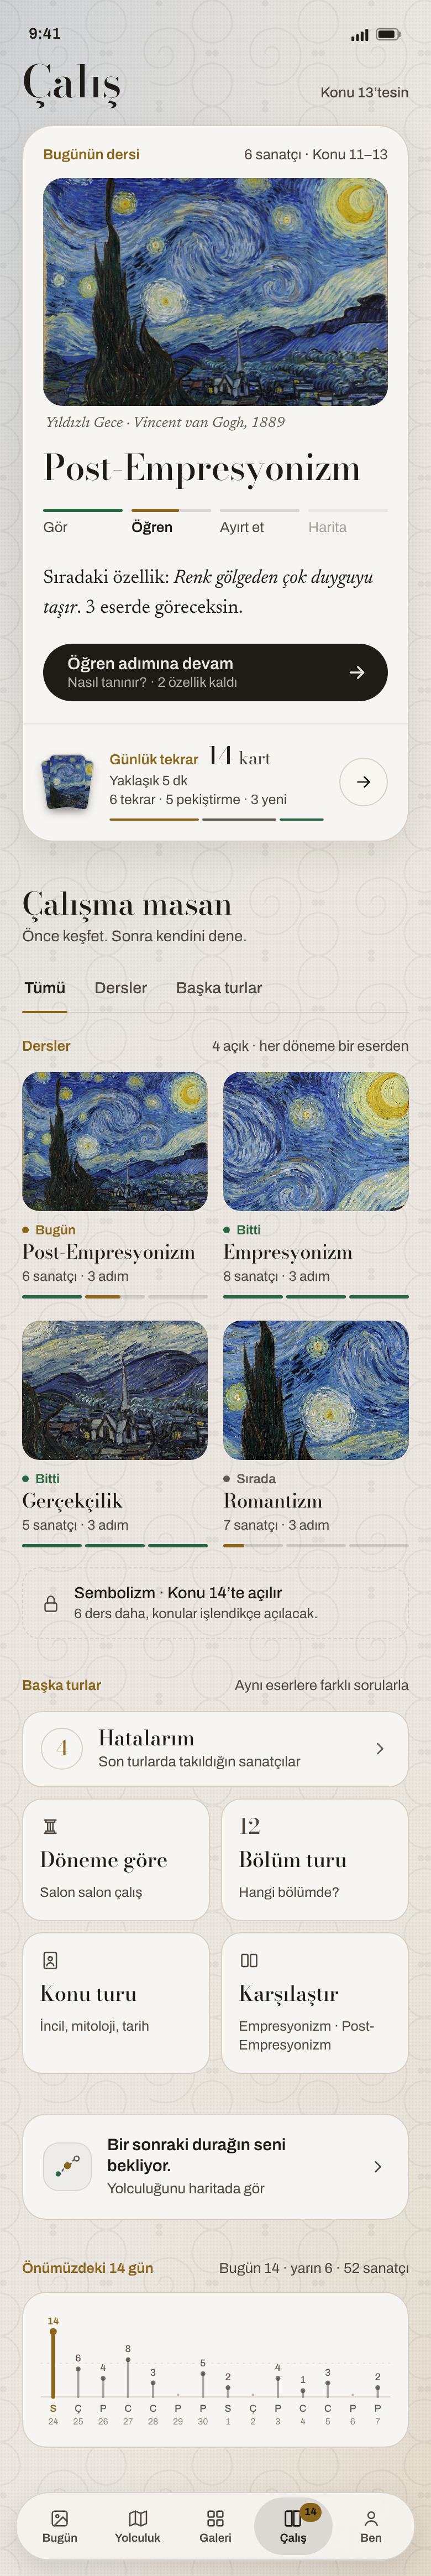 9:41
Çalış
Konu 13’tesin
Bugünün dersi
6 sanatçı · Konu 11–13
Yıldızlı Gece · Vincent van Gogh, 1889
Post-Empresyonizm
Gör
Öğren
Ayırt et
Harita
Sıradaki özellik: Renk gölgeden çok duyguyu
taşır. 3 eserde göreceksin.
Öğren adımına devam
Nasıl tanınır? · 2 özellik kaldı
Günlük tekrar 14 kart
Yaklaşık 5 dk
6 tekrar · 5 pekiştirme · 3 yeni
Çalışma masan
Önce keşfet. Sonra kendini dene.
Tümü
Dersler
Başka turlar
Dersler
4 açık · her döneme bir eserden
Bugün
Post-Empresyonizm
6 sanatçı · 3 adım
Bitti
Empresyonizm
8 sanatçı · 3 adım
Bitti
Gerçekçilik
5 sanatçı · 3 adım
Sırada
Romantizm
7 sanatçı · 3 adım
Sembolizm · Konu 14’te açılır
6 ders daha, konular işlendikçe açılacak.
Başka turlar
Aynı eserlere farklı sorularla
4
Hatalarım
Son turlarda takıldığın sanatçılar
Döneme göre
Salon salon çalış
12
Bölüm turu
Hangi bölümde?
Konu turu
İncil, mitoloji, tarih
Karşılaştır
Empresyonizm · Post-
Empresyonizm
Bir sonraki durağın seni
bekliyor.
Yolculuğunu haritada gör
Önümüzdeki 14 gün
Bugün 14 · yarın 6 · 52 sanatçı
14 6 4 8 3 5 2 4 1 3 2
S Ç P C C P P S Ç P C C P P
24 25 26 27 28 29 30 1 2 3 4 5 6 7
14
Bugün
Yolculuk
Galeri
Çalış
Ben